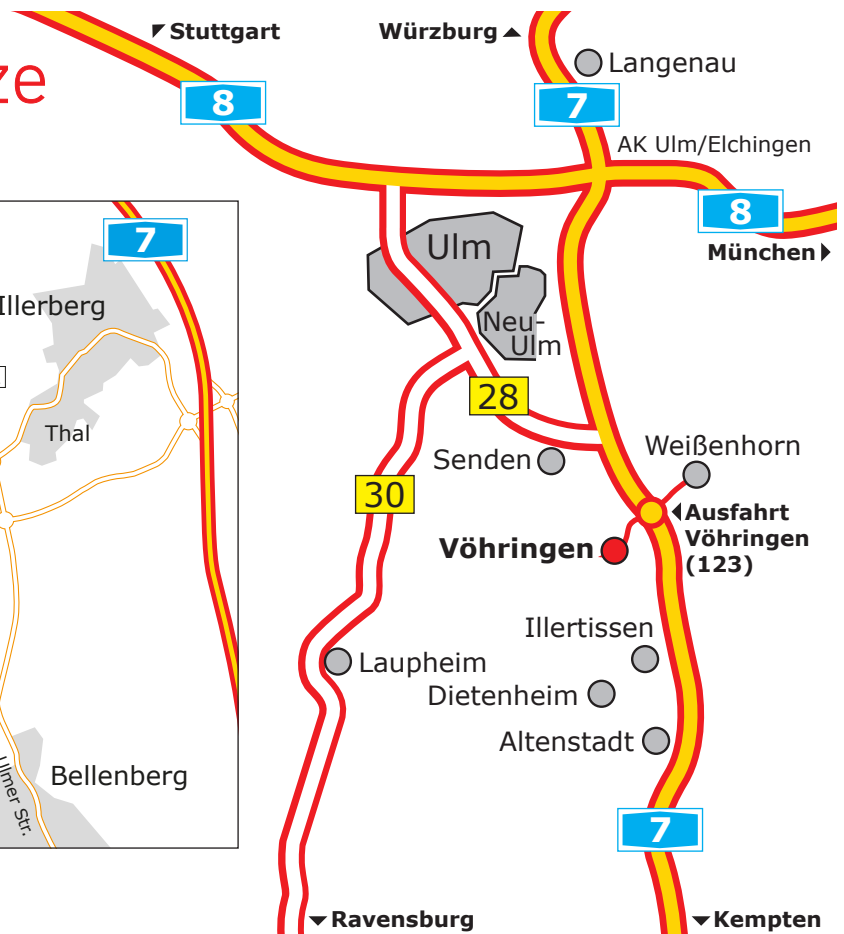 Stuttgart
Würzburg
Langenau
8
7
AK Ulm/Elchingen
8
München
7
Ulm
Neu-
Ulm
Illerberg
Thal
28
30
Senden
Weißenhorn
Ausfahrt
Vöhringen
(123)
Vöhringen
Illertissen
Laupheim
Dietenheim
Altenstadt
Bellenberg
Ulmer Str.
7
Ravensburg
Kempten